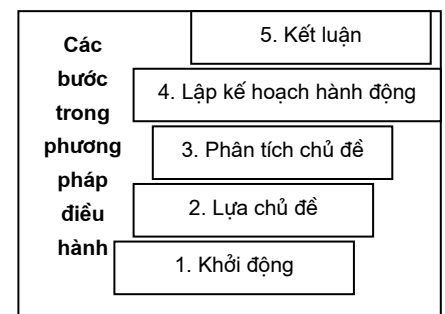 Các
bước
trong
phương
pháp
điều
hành
5. Kết luận
4. Lập kế hoạch hành động
3. Phân tích chủ đề
2. Lựa chủ đề
1. Khởi động